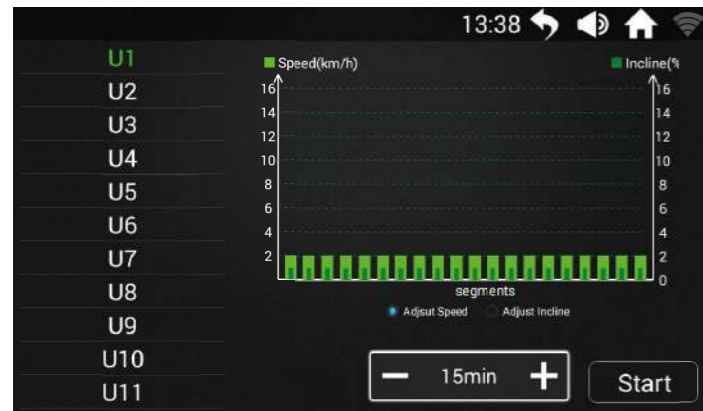 13:38
U1
U2
U3
U4
U5
U6
U7
U8
U9
U10
U11
Speed(km/h)
Incline(%
16
14
12
10
8
6
4
2
16
14
12
10
8
6
4
2
0
segments
Adjsut Speed
Adjust Incline
15min
Start